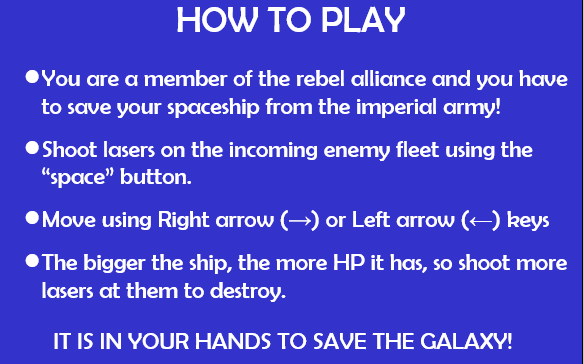 HOW TO PLAY
●You are a member of the rebel alliance and you have
to save your spaceship from the imperial army!
●Shoot lasers on the incoming enemy fleet using the
“space” button.
●Move using Right arrow (→) or Left arrow (←) keys
●The bigger the ship, the more HP it has, so shoot more
lasers at them to destroy.
IT IS IN YOUR HANDS TO SAVE THE GALAXY!